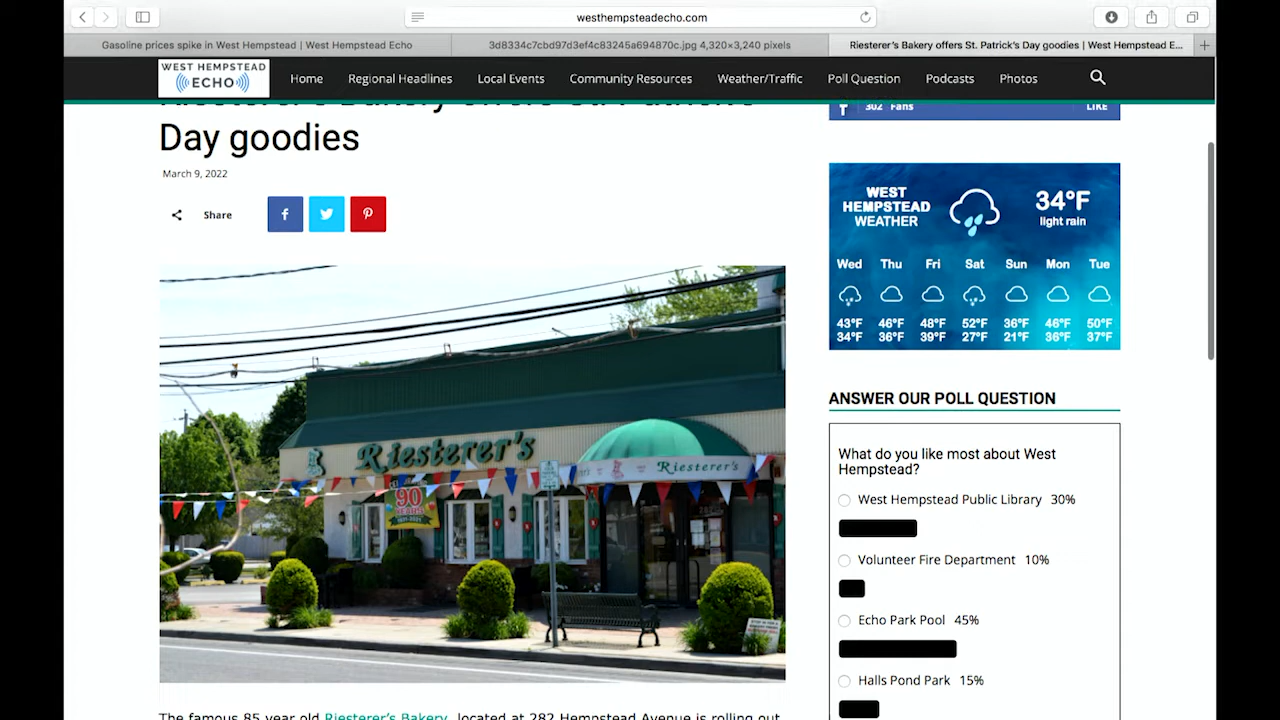 westhempsteadecho.com
Gasoline prices spike in West Hempstead | West Hempstead Echo
3d8334c7cbd97d3ef4c83245a694870c.jpg 4,320×3,240 pixels
Riesterer's Bakery offers St. Patrick's Day goodies | West Hempstead E...
WEST HEMPSTEAD
ECHO
Home Regional Headlines Local Events Community Resources Weather/Traffic Poll Question Podcasts Photos
Day goodies
March 9, 2022
Share
302 Fans
LIKE
Riesterer's
Riesterer's
90
YEARS
WEST
HEMPSTEAD
WEATHER
34°F
light rain
Wed Thu Fri Sat Sun Mon Tue
43°F 46°F 48°F 52°F 36°F 46°F 50°F
34°F 36°F 39°F 27°F 21°F 36°F 37°F
ANSWER OUR POLL QUESTION
What do you like most about West
Hempstead?
West Hempstead Public Library 30%
Volunteer Fire Department 10%
Echo Park Pool 45%
Halls Pond Park 15%
The famous 85 year old Riesterer's Bakery, located at 282 Hempstead Avenue is rolling out